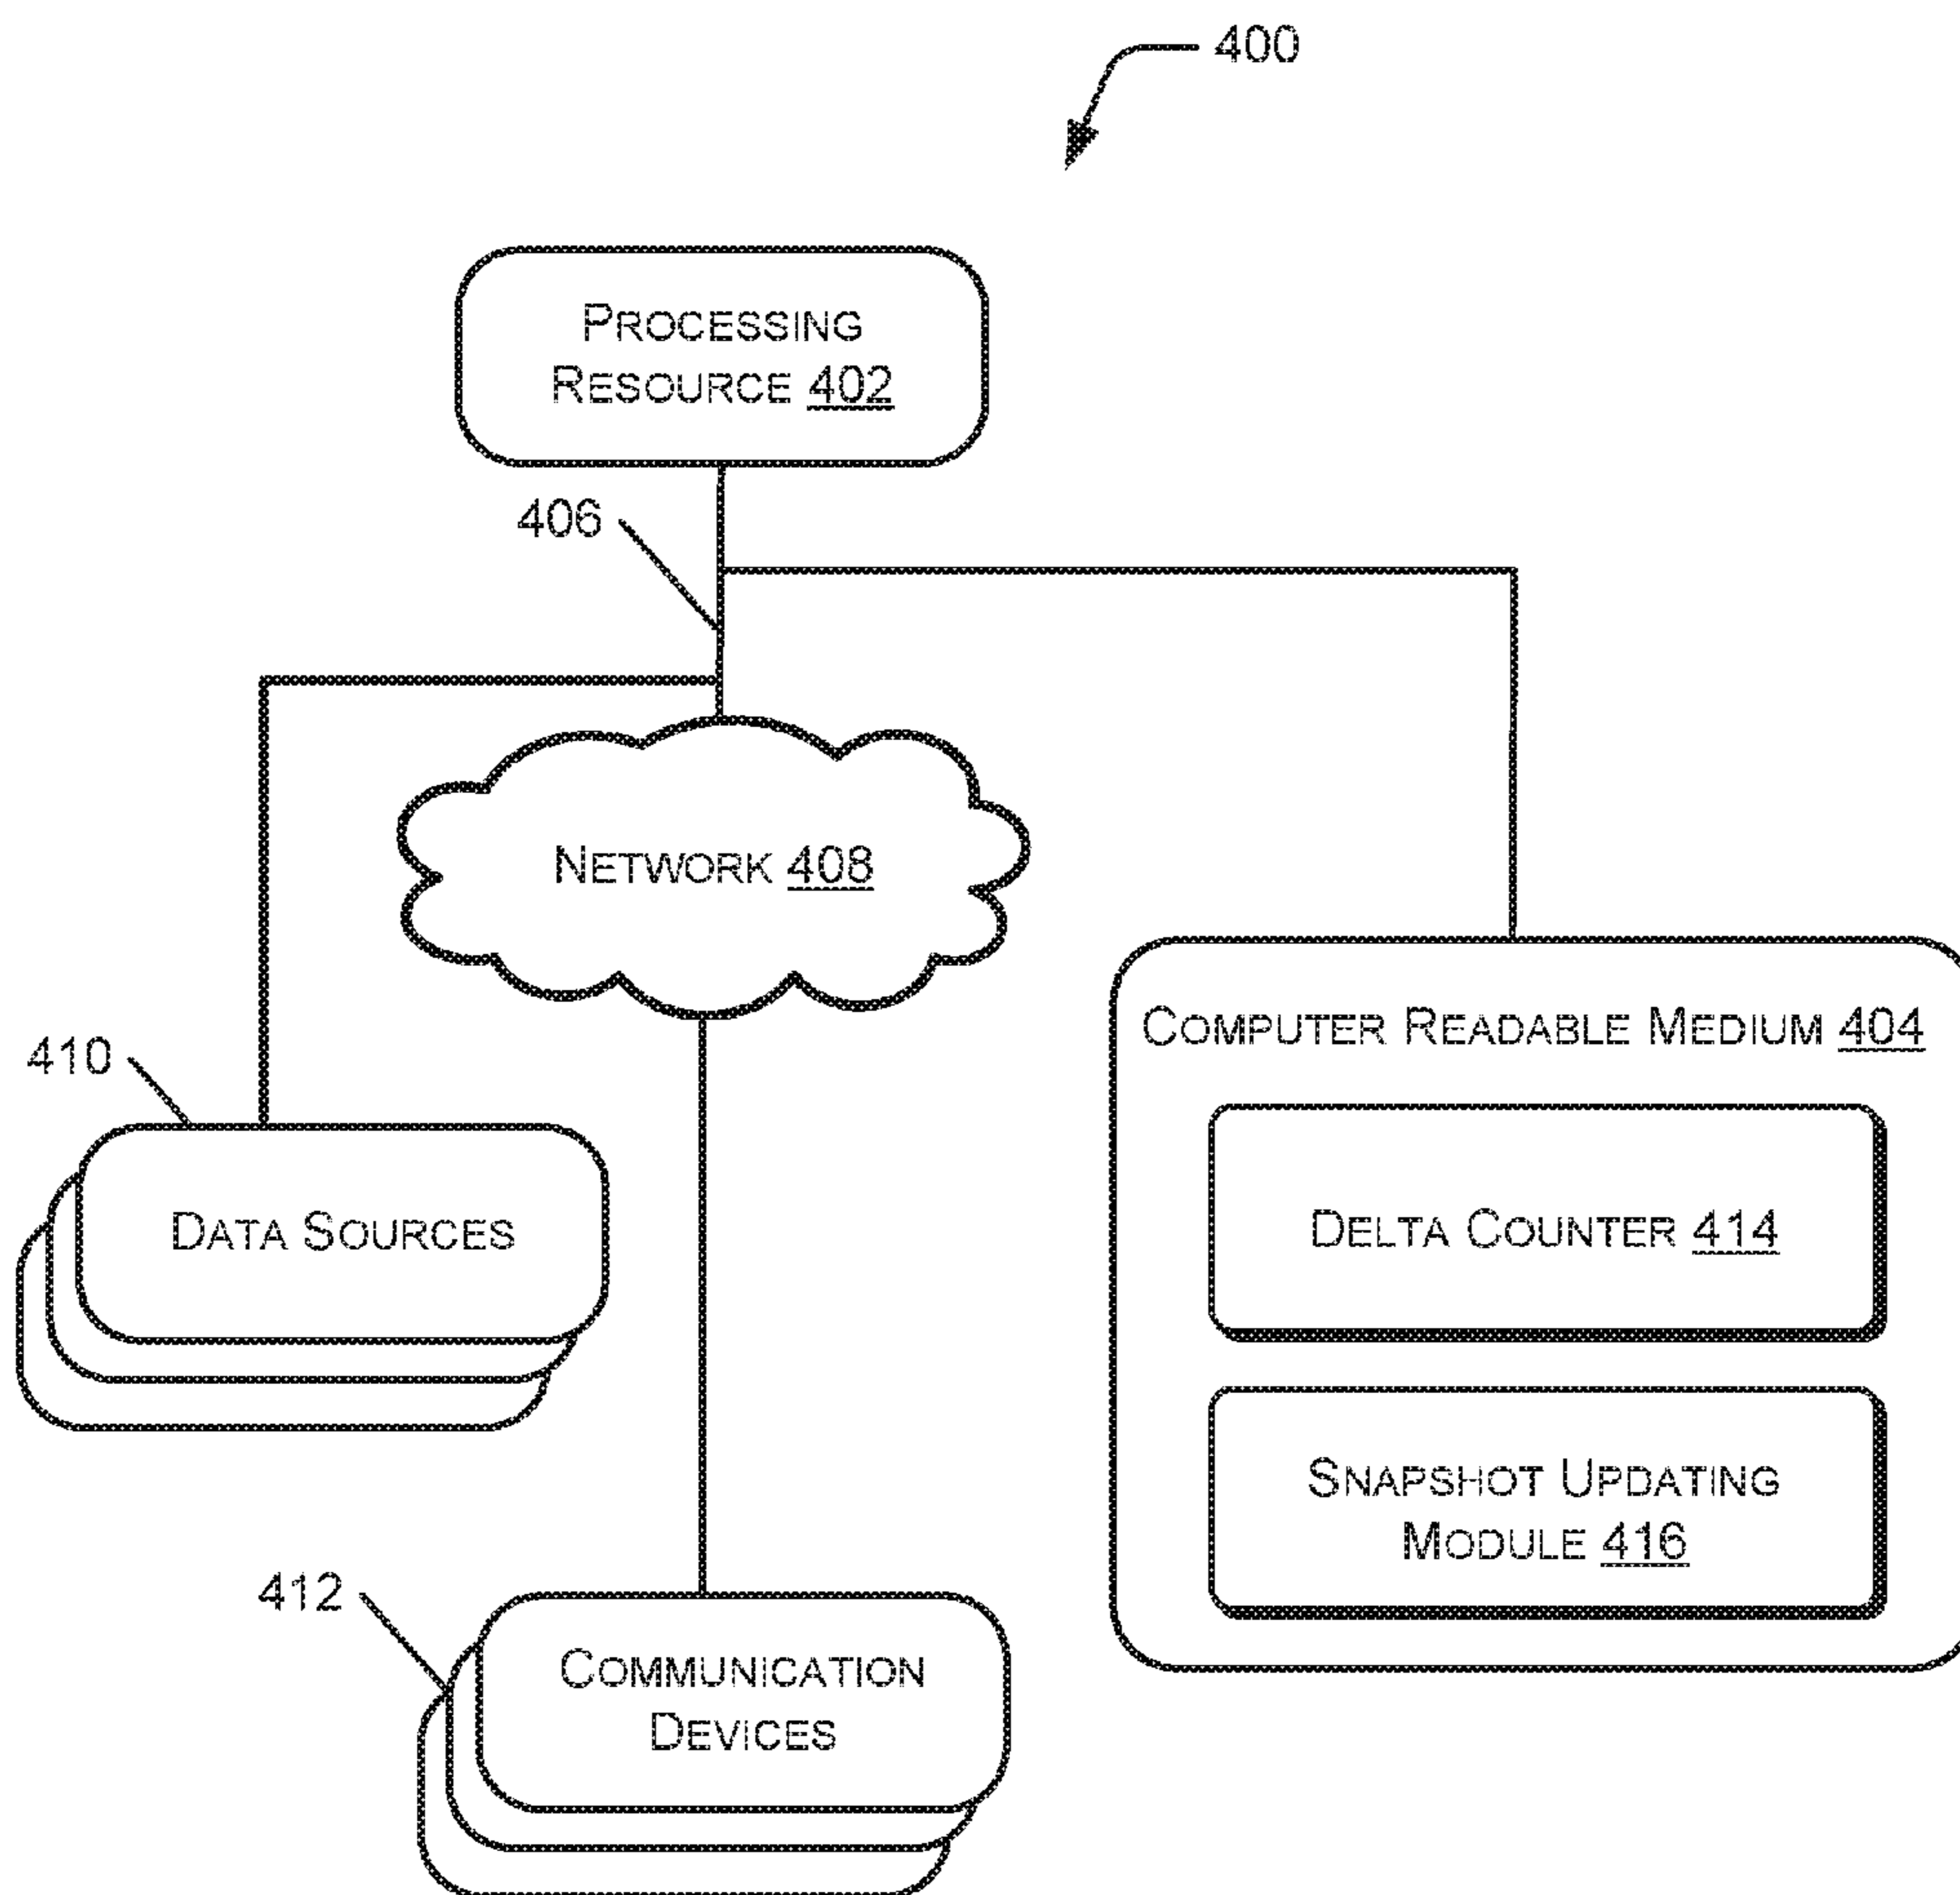 400
PROCESSING
RESOURCE 402
406
NETWORK 408
COMPUTER READABLE MEDIUM 404
410
DATA SOURCES
DELTA COUNTER 414
SNAPSHOT UPDATING
MODULE 416
412
COMMUNICATION
DEVICES